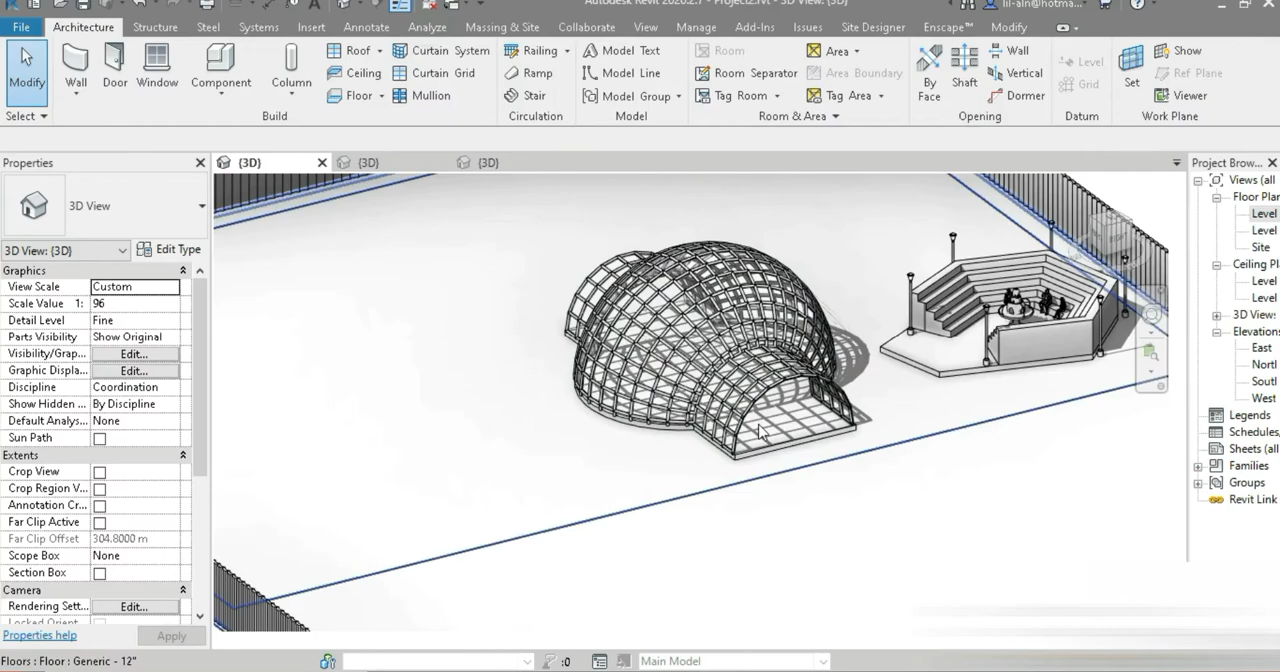 Autodesk Revit 2020.2.7 - Project2.rvt - 3D View: {3D}
lil-aln@hotma...
File Architecture Structure Steel Systems Insert Annotate Analyze Massing & Site Collaborate View Manage Add-Ins Issues Site Designer Enscape™ Modify
Modify Wall Door Window Component Column
Roof Curtain System
Ceiling Curtain Grid
Floor Mullion
Railing
Ramp
Stair
Model Text
Model Line
Model Group
Room Area
Room Separator Area Boundary
Tag Room Tag Area
By Face Shaft
Wall
Vertical
Dormer
Level
Grid
Set
Show
Ref Plane
Viewer
Select Build Circulation Model Room & Area Opening Datum Work Plane
Properties
{3D} {3D} {3D}
Project Brow...
3D View
3D View: {3D} Edit Type
Graphics
View Scale Custom
Scale Value 1: 96
Detail Level Fine
Parts Visibility Show Original
Visibility/Grap... Edit...
Graphic Displa... Edit...
Discipline Coordination
Show Hidden ... By Discipline
Default Analys... None
Sun Path
Extents
Crop View
Crop Region V...
Annotation Cr...
Far Clip Active
Far Clip Offset 304.8000 m
Scope Box None
Section Box
Camera
Rendering Sett... Edit...
Locked Orient
Properties help Apply
Views (all
Floor Plan
Level
Level
Site
Ceiling Pl
Level
Level
3D View:
Elevations
East
North
South
West
Legends
Schedules,
Sheets (all
Families
Groups
Revit Link
Floors : Floor : Generic - 12"
:0
Main Model